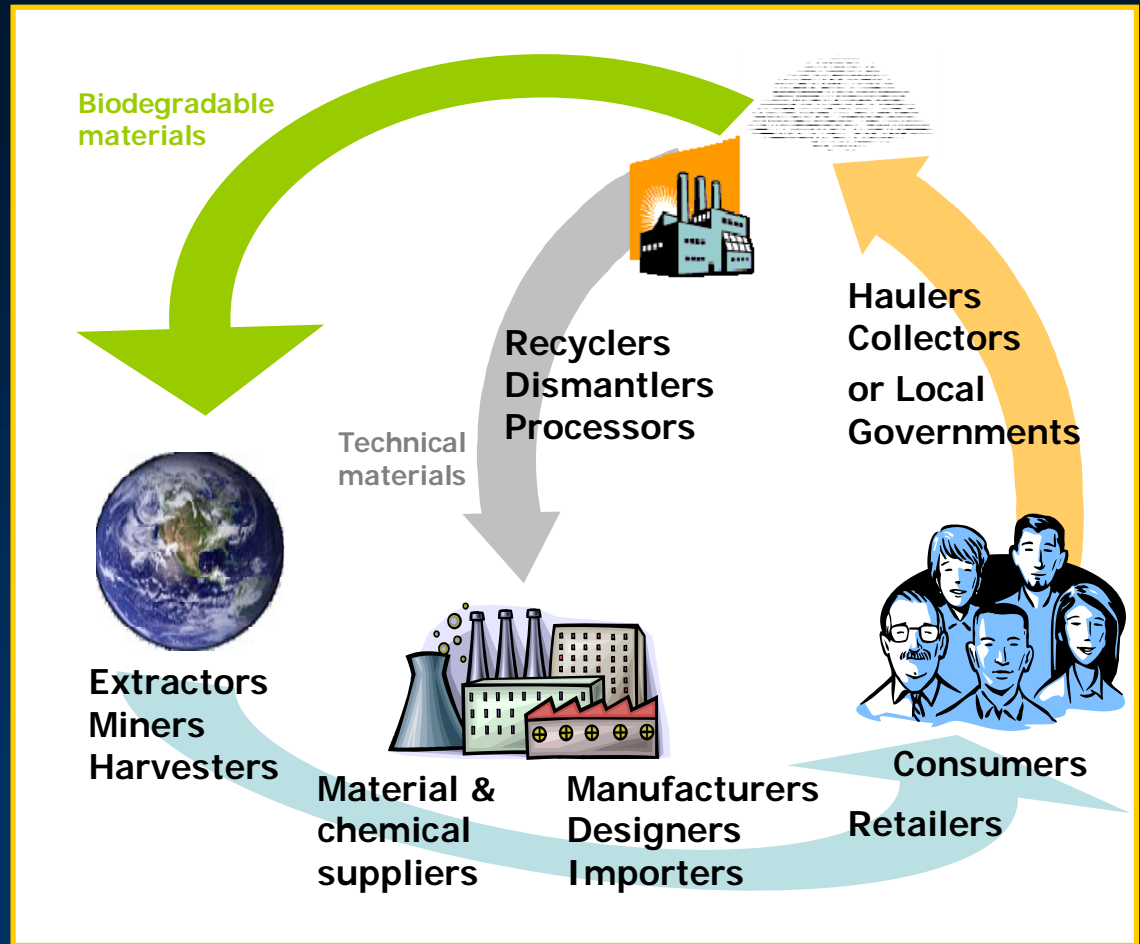 Biodegradable
materials
Recyclers
Dismantlers
Processors
Haulers
Collectors
or Local
Governments
Technical
materials
Extractors
Miners
Harvesters
Material &
chemical
suppliers
Manufacturers
Designers
Importers
Consumers
Retailers